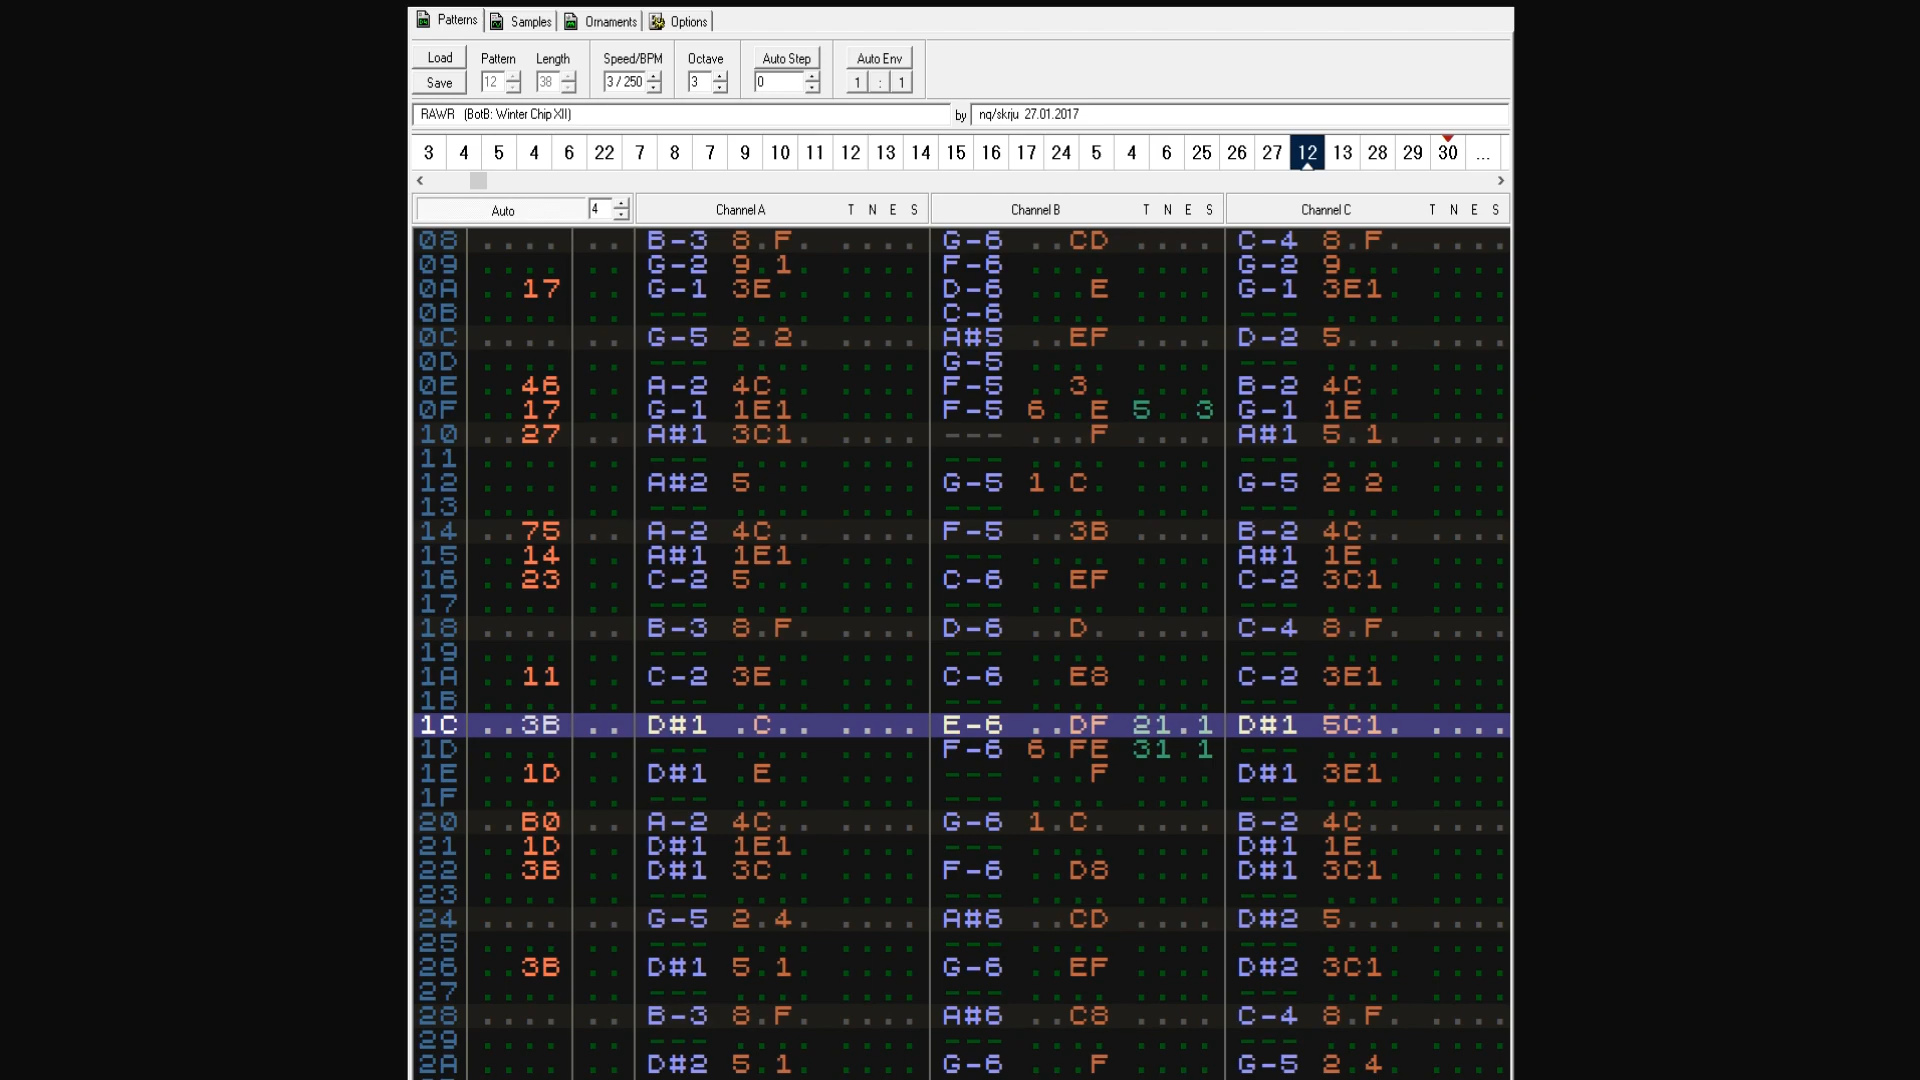 Patterns Samples Ornaments Options
Load Pattern Length Speed/BPM Octave Auto Step Auto Env
Save 12 38 3 / 250 3 0 1 : 1
RAWR (BotB: Winter Chip XII) by nq/skrju 27.01.2017
3 4 5 4 6 22 7 8 7 9 10 11 12 13 14 15 16 17 24 5 4 6 25 26 27 12 13 28 29 30 ...
Auto 4 Channel A T N E S Channel B T N E S Channel C T N E S
08 .... .. B-3 8.F. .... G-6 ..CD .... C-4 8.F. ....
09 .... .. G-2 9.1. .... F-6 .... .... G-2 9... ....
0A ..17 .. G-1 3E.. .... D-6 ...E .... G-1 3E1. ....
0B .... .. --- .... .... C-6 .... .... --- .... ....
0C .... .. G-5 2.2. .... A#5 ..EF .... D-2 5... ....
0D .... .. --- .... .... G-5 .... .... --- .... ....
0E ..46 .. A-2 4C.. .... F-5 ..3. .... B-2 4C.. ....
0F ..17 .. G-1 1E1. .... F-5 6..E 5..3 G-1 1E.. ....
10 ..27 .. A#1 3C1. .... --- ...F .... A#1 5.1. ....
11 .... .. --- .... .... --- .... .... --- .... ....
12 .... .. A#2 5... .... G-5 1.C. .... G-5 2.2. ....
13 .... .. --- .... .... --- .... .... --- .... ....
14 ..75 .. A-2 4C.. .... F-5 ..3B .... B-2 4C.. ....
15 ..14 .. A#1 1E1. .... --- .... .... A#1 1E.. ....
16 ..23 .. C-2 5... .... C-6 ..EF .... C-2 3C1. ....
17 .... .. --- .... .... --- .... .... --- .... ....
18 .... .. B-3 8.F. .... D-6 ..D. .... C-4 8.F. ....
19 .... .. --- .... .... --- .... .... --- .... ....
1A ..11 .. C-2 3E.. .... C-6 ..E8 .... C-2 3E1. ....
1B .... .. --- .... .... --- .... .... --- .... ....
1C ..3B .. D#1 .C.. .... E-6 ..DF 21.1 D#1 5C1. ....
1D .... .. --- .... .... F-6 6.FE 31.1 --- .... ....
1E ..1D .. D#1 .E.. .... --- ...F .... D#1 3E1. ....
1F .... .. --- .... .... --- .... .... --- .... ....
20 ..B0 .. A-2 4C.. .... G-6 1.C. .... B-2 4C.. ....
21 ..1D .. D#1 1E1. .... --- .... .... D#1 1E.. ....
22 ..3B .. D#1 3C.. .... F-6 ..D8 .... D#1 3C1. ....
23 .... .. --- .... .... --- .... .... --- .... ....
24 .... .. G-5 2.4. .... A#6 ..CD .... D#2 5... ....
25 .... .. --- .... .... --- .... .... --- .... ....
26 ..3B .. D#1 5.1. .... G-6 ..EF .... D#2 3C1. ....
27 .... .. --- .... .... --- .... .... --- .... ....
28 .... .. B-3 8.F. .... A#6 ..C8 .... C-4 8.F. ....
29 .... .. --- .... .... --- .... .... --- .... ....
2A .... .. D#2 5.1. .... G-6 ...F .... G-5 2.4. ....